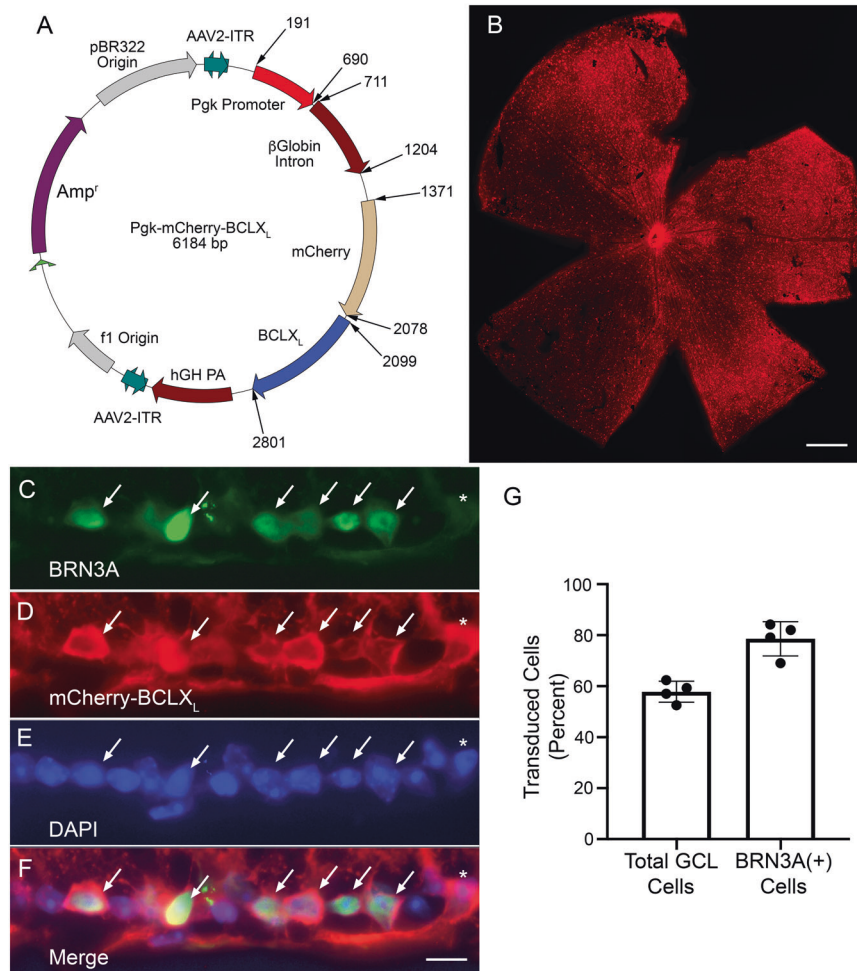 A
AAV2-ITR
191
pBR322
Origin
690
711
Pgk Promoter
βGlobin
Intron
1204
1371
Ampʳ
Pgk-mCherry-BCLX_L
6184 bp
mCherry
f1 Origin
BCLX_L
2078
2099
hGH PA
AAV2-ITR
2801
B
C
*
BRN3A
D
*
mCherry-BCLX_L
E
*
DAPI
F
*
Merge
G
Transduced Cells
(Percent)
100
80
60
40
20
0
Total GCL
Cells
BRN3A(+)
Cells